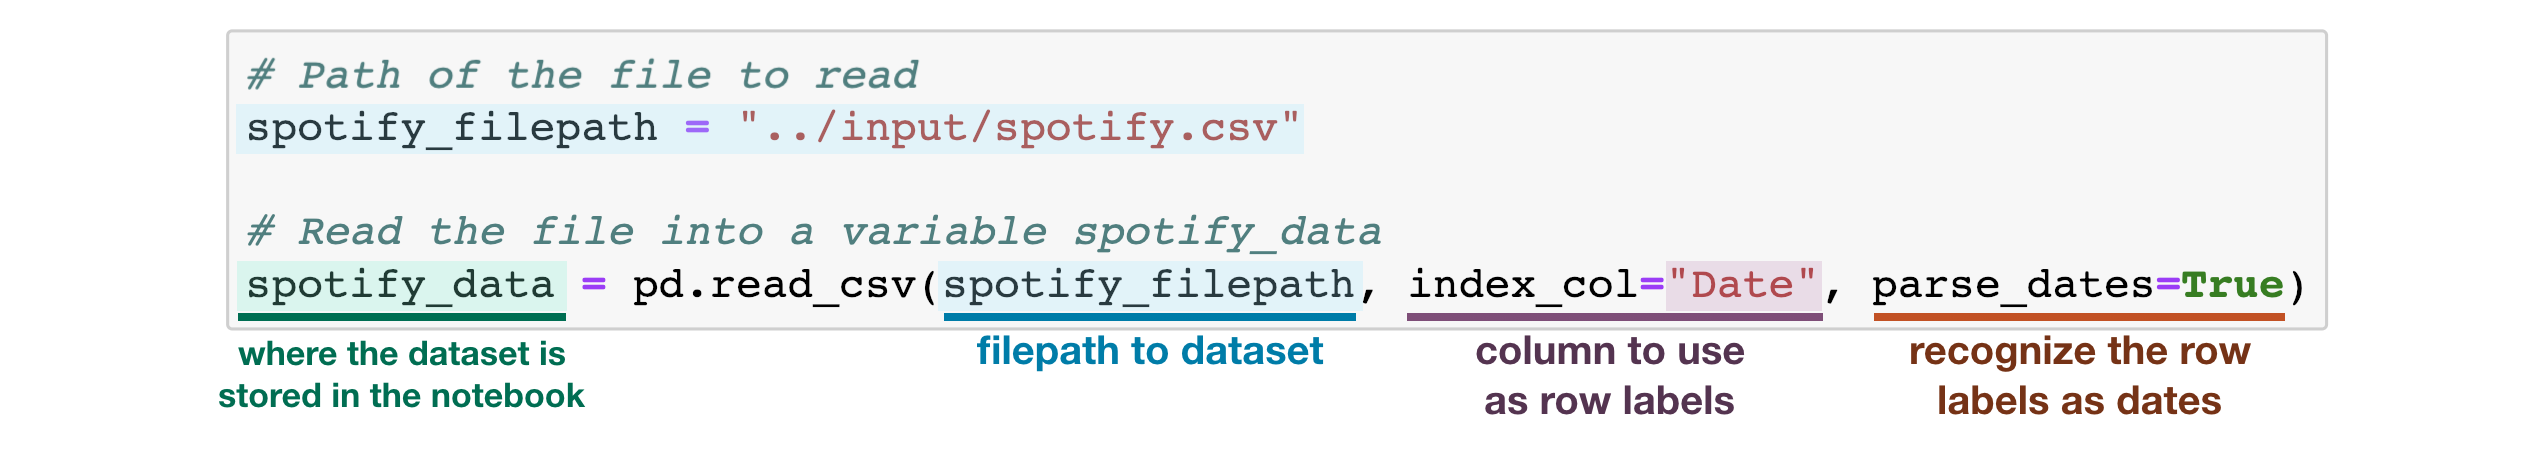 # Path of the file to read
spotify_filepath = "../input/spotify.csv"
# Read the file into a variable spotify_data
spotify_data = pd.read_csv(spotify_filepath, index_col="Date", parse_dates=True)
where the dataset is
stored in the notebook
filepath to dataset
column to use
as row labels
recognize the row
labels as dates